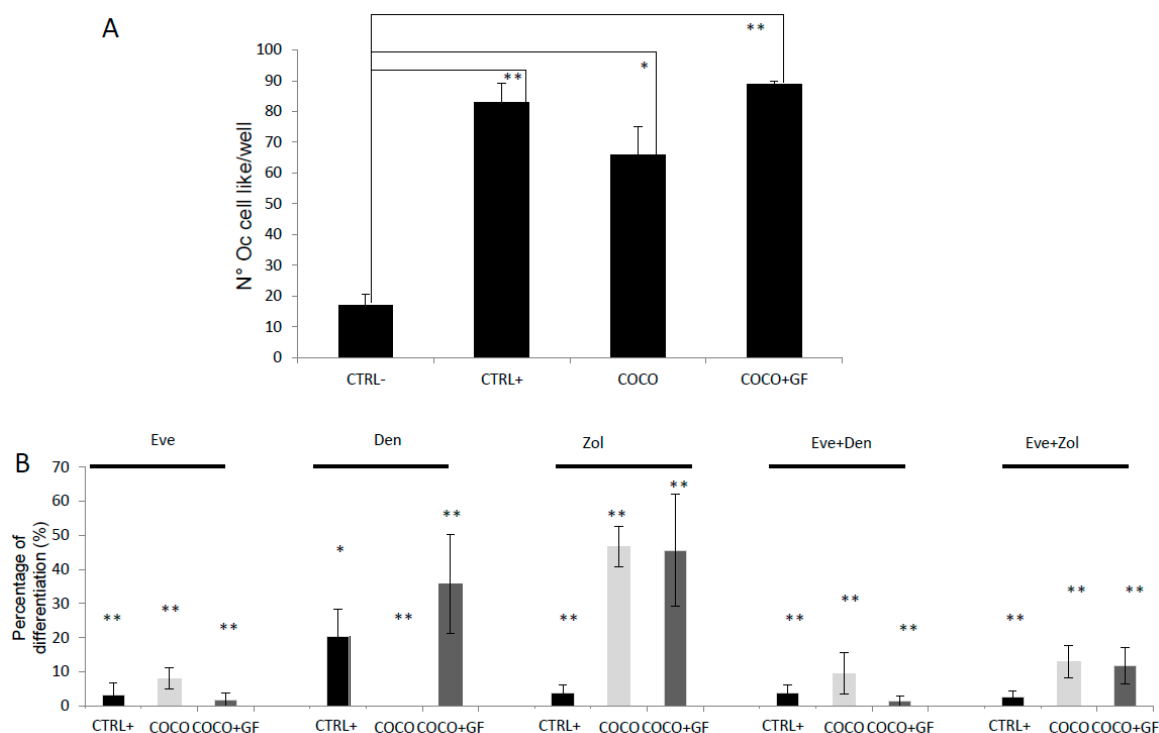 A
**
*
**
100
90
80
70
60
50
40
30
20
10
0
N° Oc cell like/well
CTRL- CTRL+ COCO COCO+GF
B
Eve Den Zol Eve+Den Eve+Zol
70
60
50
40
30
20
10
0
Percentage of
differentiation (%)
** ** ** * ** ** ** ** ** ** ** ** ** ** **
CTRL+ COCO COCO+GF CTRL+ COCO COCO+GF CTRL+ COCO COCO+GF CTRL+ COCO COCO+GF CTRL+ COCO COCO+GF